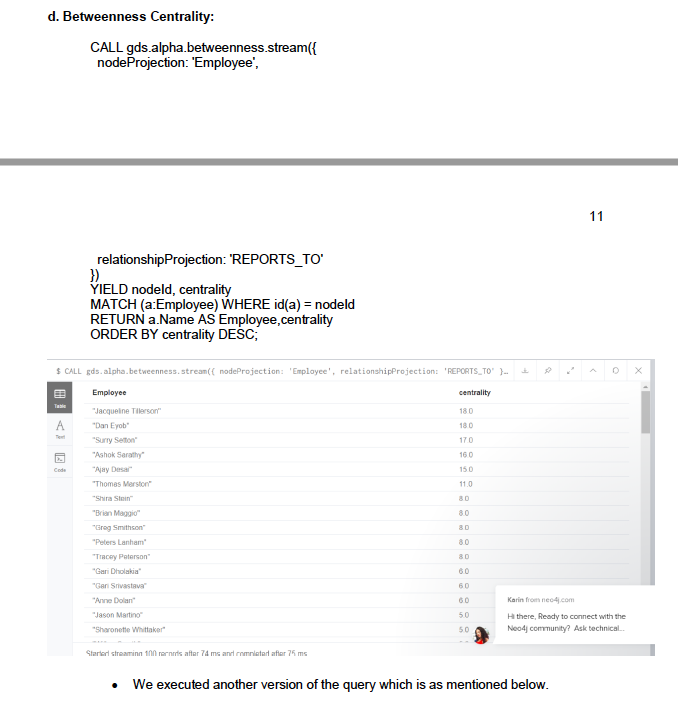 d. Betweenness Centrality:
CALL gds.alpha.betweenness.stream({
nodeProjection: 'Employee',
11
relationshipProjection: 'REPORTS_TO'
})
YIELD nodeId, centrality
MATCH (a:Employee) WHERE id(a) = nodeId
RETURN a.Name AS Employee,centrality
ORDER BY centrality DESC;
$ CALL gds.alpha.betweenness.stream({ nodeProjection: 'Employee', relationshipProjection: 'REPORTS_TO' }…
Table
Text
Code
Employee centrality
"Jacqueline Tillerson" 18.0
"Dan Eyob" 18.0
"Surry Setton" 17.0
"Ashok Sarathy" 16.0
"Ajay Desai" 15.0
"Thomas Marston" 11.0
"Shira Stein" 8.0
"Brian Maggio" 8.0
"Greg Smithson" 8.0
"Peters Lanham" 8.0
"Tracey Peterson" 8.0
"Gari Dholakia" 6.0
"Gari Srivastava" 6.0
"Anne Dolan" 6.0
"Jason Martino" 5.0
"Sharonette Whittaker" 5.0
Karin from neo4j.com
Hi there, Ready to connect with the
Neo4j community? Ask technical...
Started streaming 100 records after 74 ms and completed after 75 ms
• We executed another version of the query which is as mentioned below.